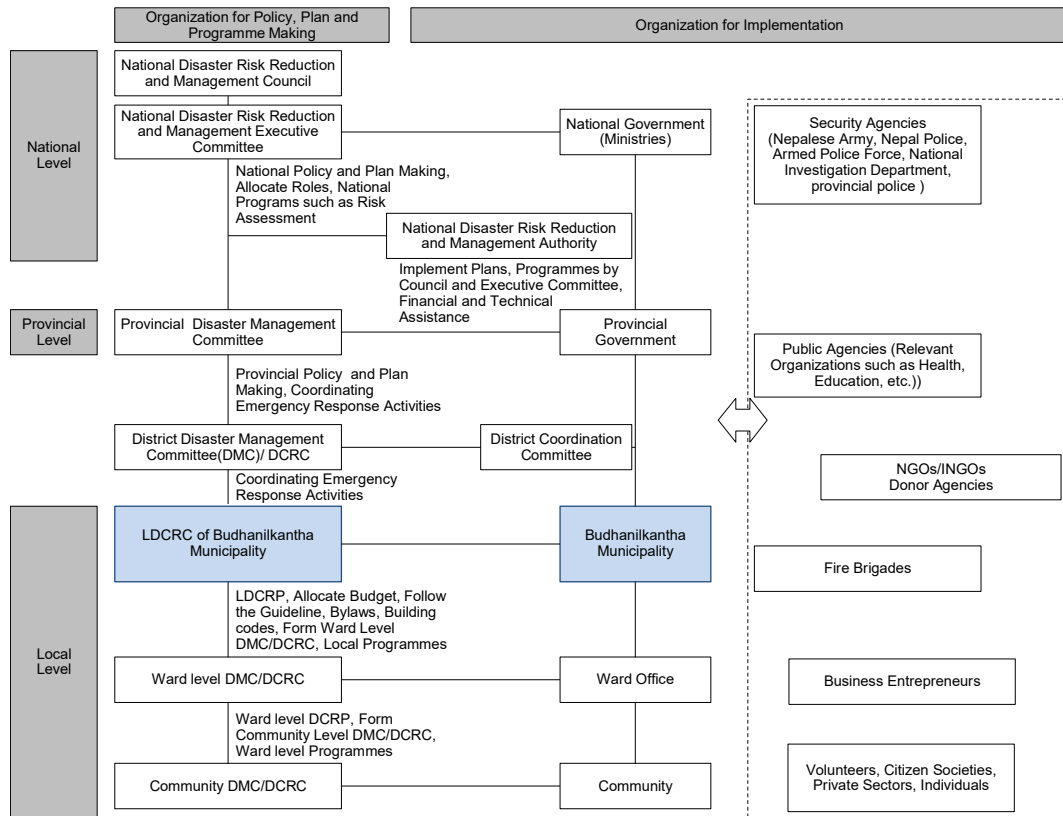 Organization for Policy, Plan and
Programme Making
Organization for Implementation
National
Level
National Disaster Risk Reduction
and Management Council
National Disaster Risk Reduction
and Management Executive
Committee
National Government
(Ministries)
Security Agencies
(Nepalese Army, Nepal Police,
Armed Police Force, National
Investigation Department,
provincial police )
National Policy and Plan Making,
Allocate Roles, National
Programs such as Risk
Assessment
National Disaster Risk Reduction
and Management Authority
Implement Plans, Programmes by
Council and Executive Committee,
Financial and Technical
Assistance
Provincial
Level
Provincial Disaster Management
Committee
Provincial
Government
Public Agencies (Relevant
Organizations such as Health,
Education, etc.))
Provincial Policy and Plan
Making, Coordinating
Emergency Response Activities
District Disaster Management
Committee(DMC)/ DCRC
District Coordination
Committee
NGOs/INGOs
Donor Agencies
Coordinating Emergency
Response Activities
Local
Level
LDCRC of Budhanilkantha
Municipality
Budhanilkantha
Municipality
Fire Brigades
LDCRP, Allocate Budget, Follow
the Guideline, Bylaws, Building
codes, Form Ward Level
DMC/DCRC, Local Programmes
Ward level DMC/DCRC
Ward Office
Business Entrepreneurs
Ward level DCRP, Form
Community Level DMC/DCRC,
Ward level Programmes
Community DMC/DCRC
Community
Volunteers, Citizen Societies,
Private Sectors, Individuals